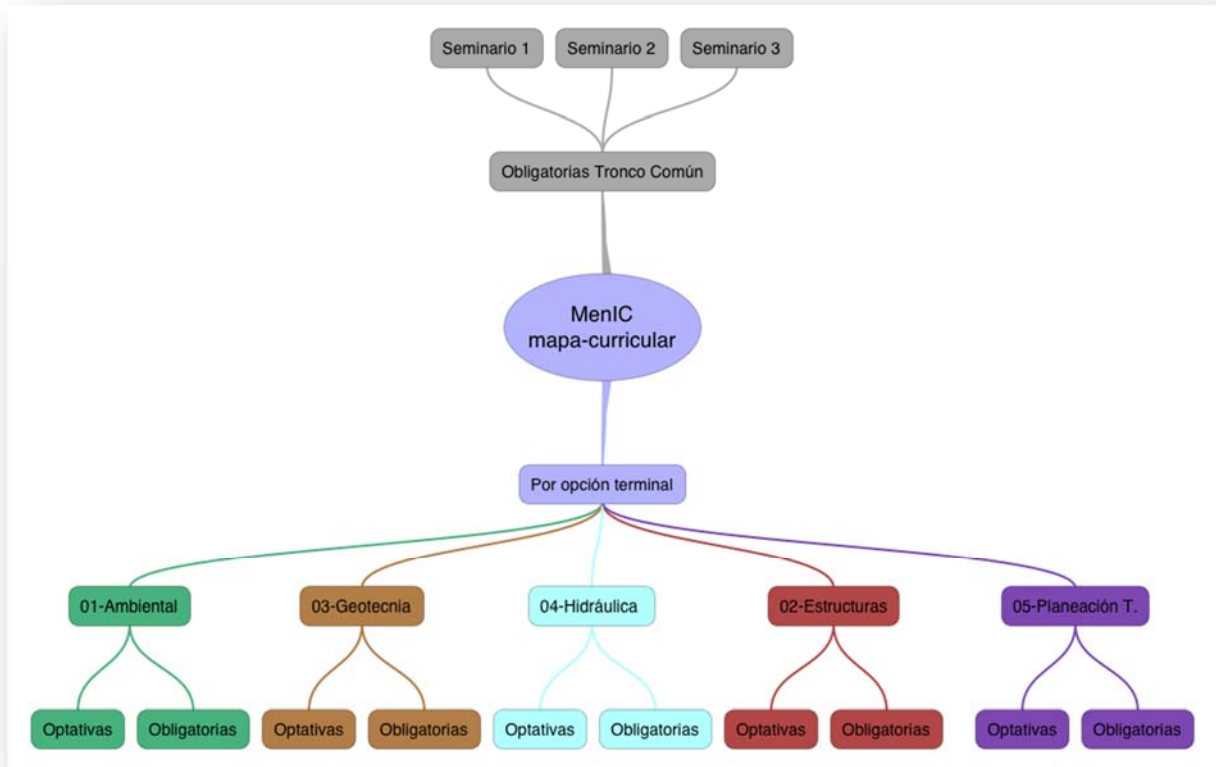 Seminario 1
Seminario 2
Seminario 3
Obligatorias Tronco Común
MenIC
mapa-curricular
Por opción terminal
01-Ambiental
03-Geotecnia
04-Hidráulica
02-Estructuras
05-Planeación T.
Optativas
Obligatorias
Optativas
Obligatorias
Optativas
Obligatorias
Optativas
Obligatorias
Optativas
Obligatorias